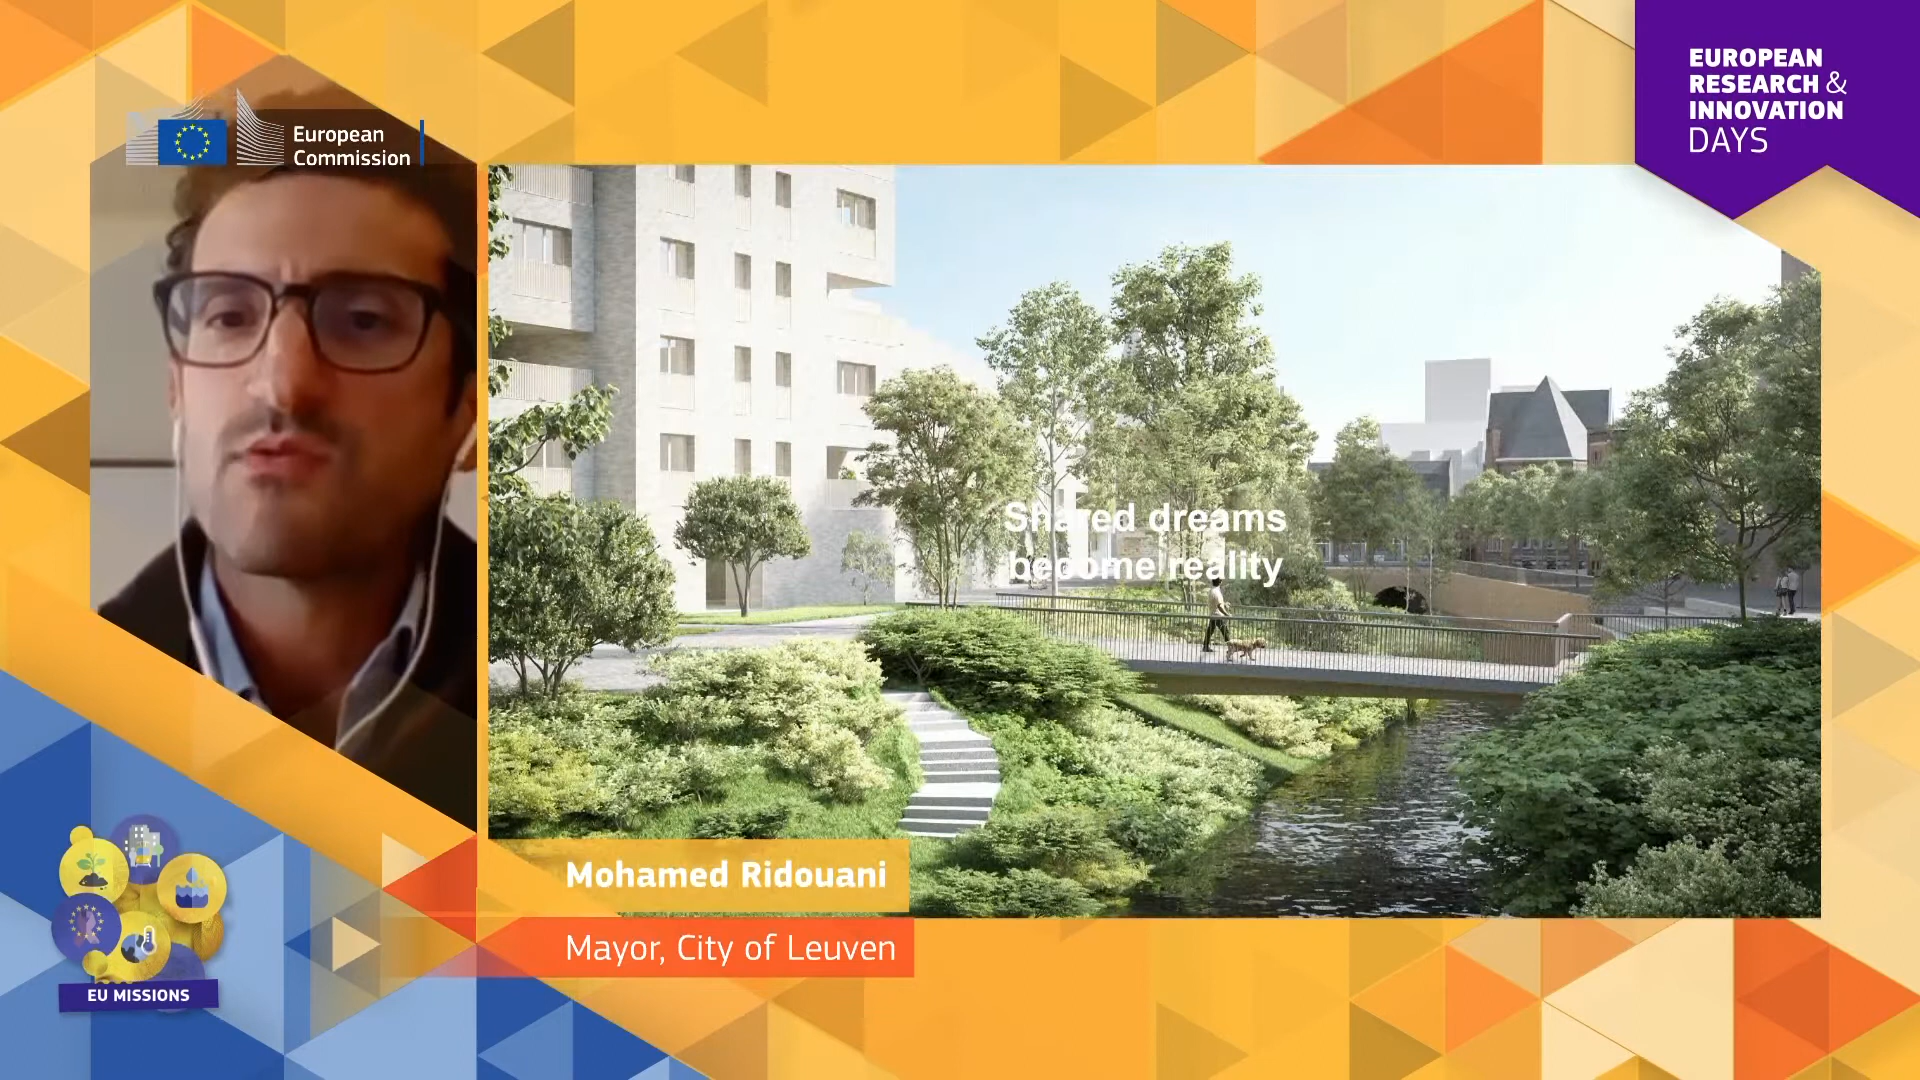 European
Commission
EUROPEAN
RESEARCH &
INNOVATION
DAYS
Shared dreams
become reality
Mohamed Ridouani
Mayor, City of Leuven
EU MISSIONS